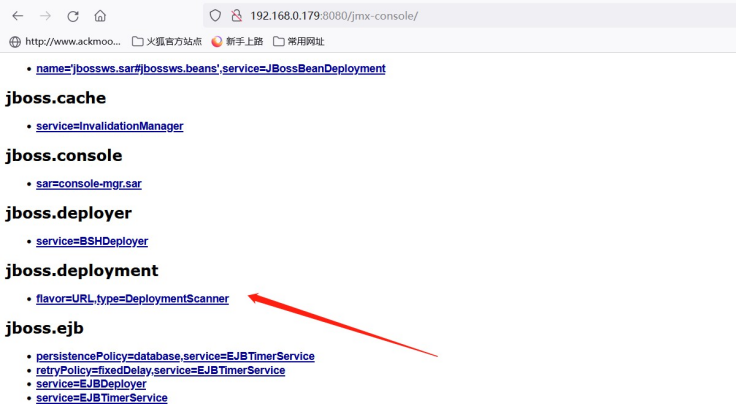 192.168.0.179:8080/jmx-console/
http://www.ackmoo... 火狐官方站点 新手上路 常用网址
name='jbossws.sar#jbossws.beans',service=JBossBeanDeployment
jboss.cache
service=InvalidationManager
jboss.console
sar=console-mgr.sar
jboss.deployer
service=BSHDeployer
jboss.deployment
flavor=URL,type=DeploymentScanner
jboss.ejb
persistencePolicy=database,service=EJBTimerService
retryPolicy=fixedDelay,service=EJBTimerService
service=EJBDeployer
service=EJBTimerService